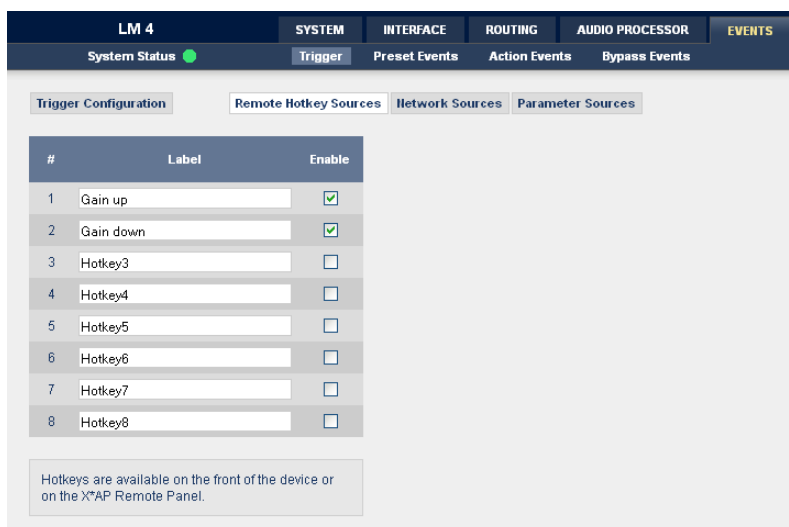 LM 4 SYSTEM INTERFACE ROUTING AUDIO PROCESSOR EVENTS
System Status Trigger Preset Events Action Events Bypass Events
Trigger Configuration Remote Hotkey Sources Network Sources Parameter Sources
# Label Enable
1 Gain up
2 Gain down
3 Hotkey3
4 Hotkey4
5 Hotkey5
6 Hotkey6
7 Hotkey7
8 Hotkey8
Hotkeys are available on the front of the device or
on the X*AP Remote Panel.